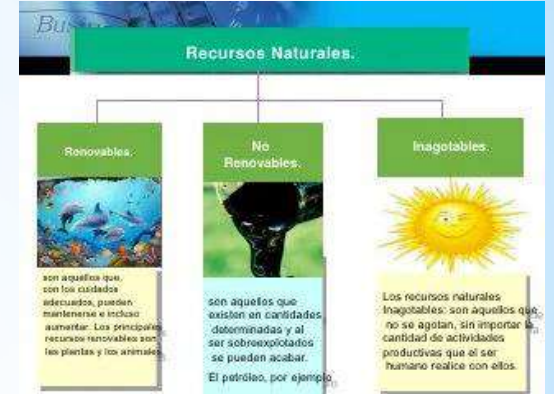 Bus
Recursos Naturales.
Renovables.
No
Renovables.
Inagotables.
son aquellos que,
con los cuidados
adecuados, pueden
mantenerse e incluso
aumentar. Los principales
recursos renovables son
las plantas y los animales.
son aquellos que
existen en cantidades
determinadas y al
ser sobreexplotados
se pueden acabar.
El petróleo, por ejemplo
Los recursos naturales
Inagotables: son aquellos que
no se agotan, sin importar la
cantidad de actividades
productivas que el ser
humano realice con ellos.